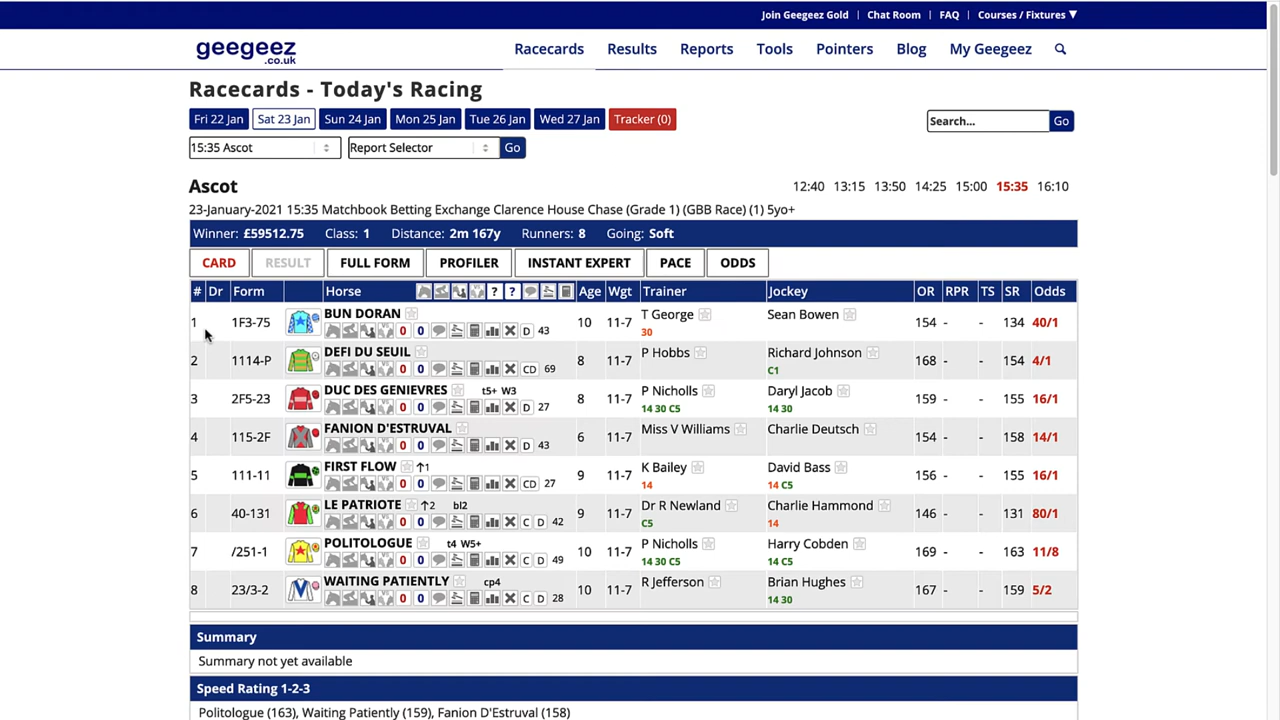 Join Geegeez Gold | Chat Room | FAQ | Courses / Fixtures ▼
geegeez .co.uk
Racecards Results Reports Tools Pointers Blog My Geegeez
Racecards - Today's Racing
Fri 22 Jan Sat 23 Jan Sun 24 Jan Mon 25 Jan Tue 26 Jan Wed 27 Jan Tracker (0)
Search... Go
15:35 Ascot Report Selector Go
Ascot 12:40 13:15 13:50 14:25 15:00 15:35 16:10
23-January-2021 15:35 Matchbook Betting Exchange Clarence House Chase (Grade 1) (GBB Race) (1) 5yo+
Winner: £59512.75 Class: 1 Distance: 2m 167y Runners: 8 Going: Soft
CARD RESULT FULL FORM PROFILER INSTANT EXPERT PACE ODDS
# Dr Form Horse ? ? Age Wgt Trainer Jockey OR RPR TS SR Odds
1 1F3-75 BUN DORAN 10 11-7 T George Sean Bowen 154 - - 134 40/1
0 0 D 43 30
2 1114-P DEFI DU SEUIL 8 11-7 P Hobbs Richard Johnson 168 - - 154 4/1
0 0 CD 69 C1
3 2F5-23 DUC DES GENIEVRES t5+ W3 8 11-7 P Nicholls Daryl Jacob 159 - - 155 16/1
0 0 D 27 14 30 C5 14 30
4 115-2F FANION D'ESTRUVAL 6 11-7 Miss V Williams Charlie Deutsch 154 - - 158 14/1
0 0 D 43
5 111-11 FIRST FLOW ↑1 9 11-7 K Bailey David Bass 156 - - 155 16/1
0 0 CD 27 14 14 C5
6 40-131 LE PATRIOTE ↑2 bl2 9 11-7 Dr R Newland Charlie Hammond 146 - - 131 80/1
0 0 C D 42 C5 14
7 /251-1 POLITOLOGUE t4 W5+ 10 11-7 P Nicholls Harry Cobden 169 - - 163 11/8
0 0 C D 49 14 30 C5 14 C5
8 23/3-2 WAITING PATIENTLY cp4 10 11-7 R Jefferson Brian Hughes 167 - - 159 5/2
0 0 C D 28 14 30
Summary
Summary not yet available
Speed Rating 1-2-3
Politologue (163), Waiting Patiently (159), Fanion D'Estruval (158)